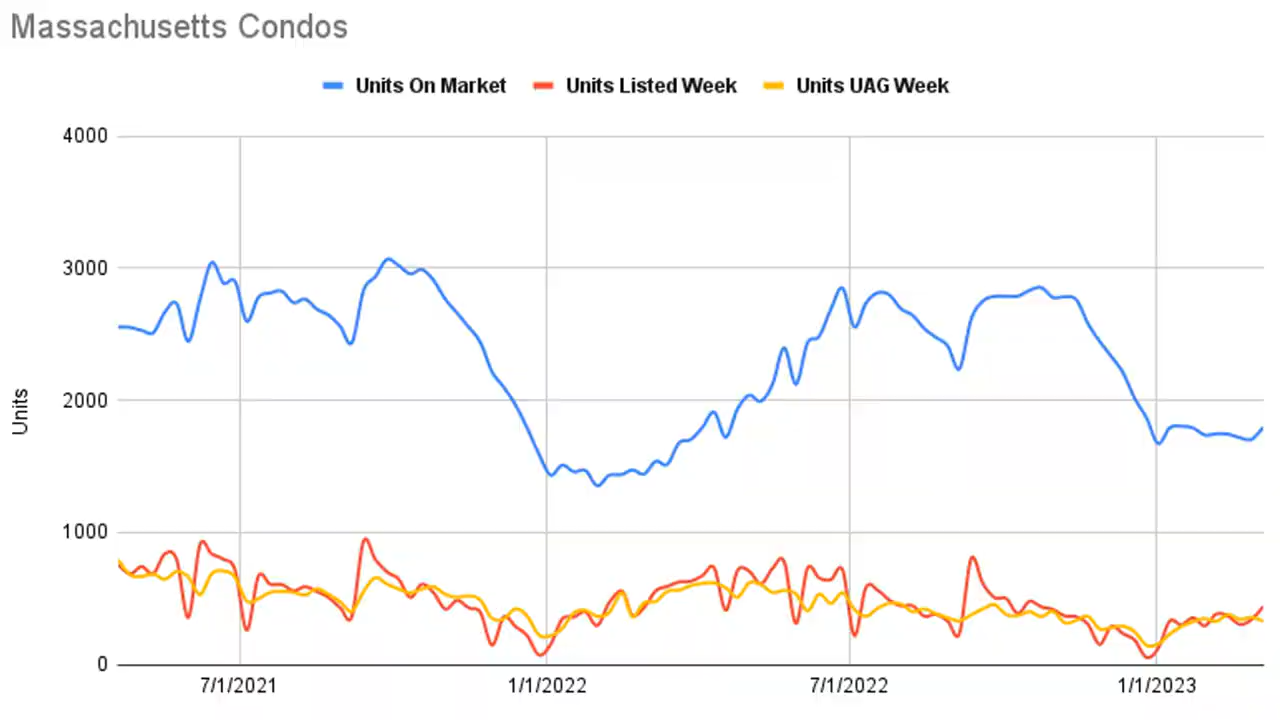 Massachusetts Condos
Units On Market Units Listed Week Units UAG Week
4000
3000
2000
1000
0
Units
7/1/2021 1/1/2022 7/1/2022 1/1/2023